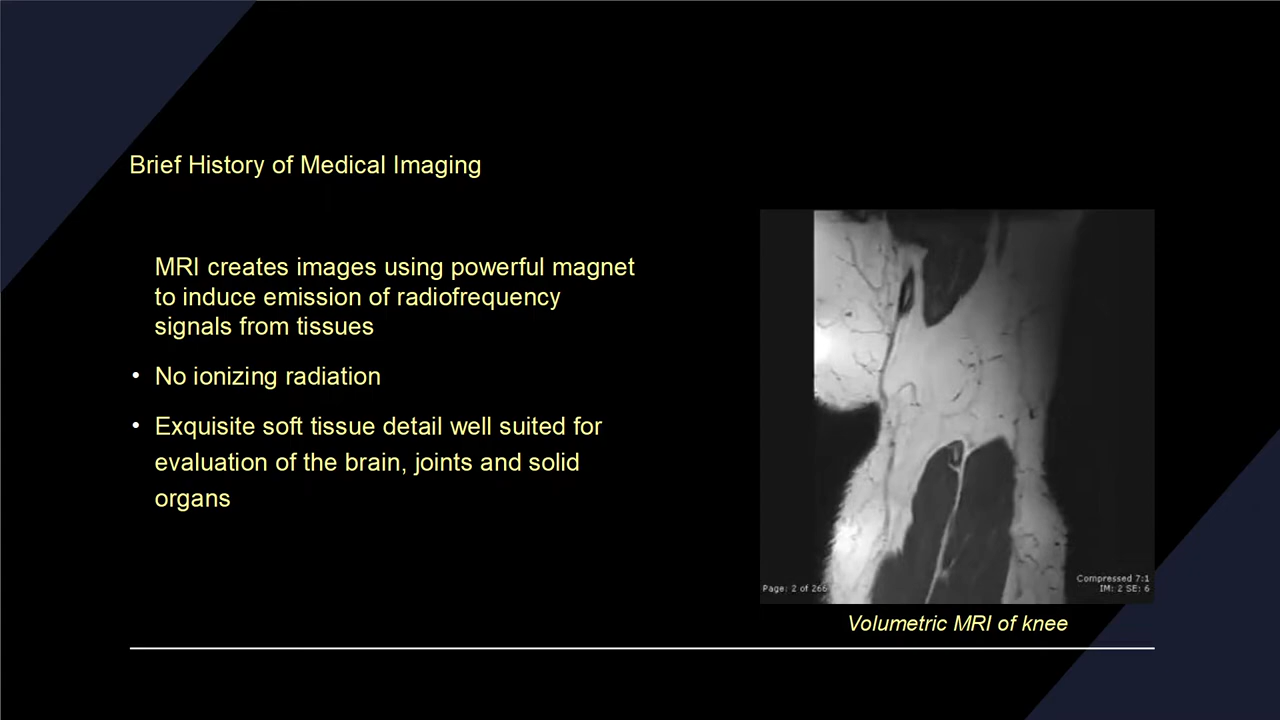 Brief History of Medical Imaging
MRI creates images using powerful magnet
to induce emission of radiofrequency
signals from tissues
• No ionizing radiation
• Exquisite soft tissue detail well suited for
evaluation of the brain, joints and solid
organs
Page: 2 of 266
Compressed 7:1
IM: 2 SE: 6
Volumetric MRI of knee